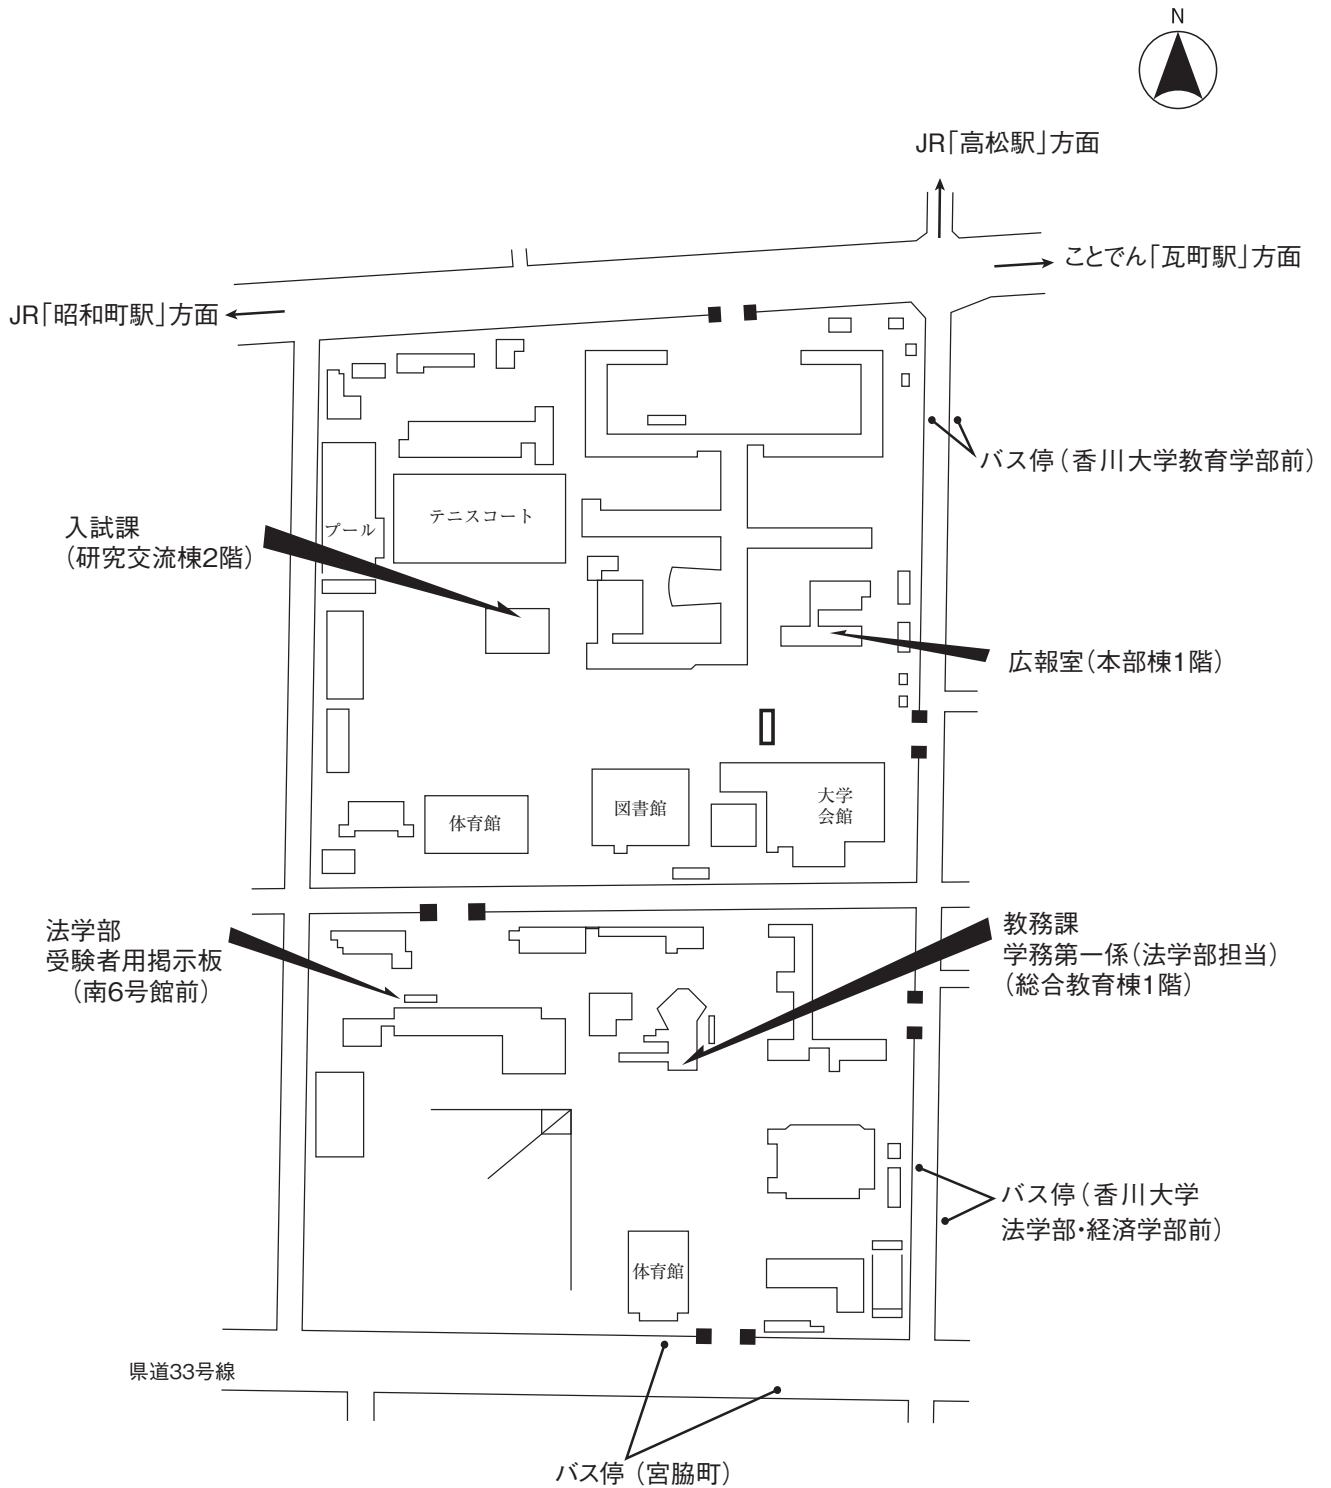 N
JR「高松駅」方面
ことでん「瓦町駅」方面
JR「昭和町駅」方面
バス停（香川大学教育学部前）
入試課
（研究交流棟2階）
プール
テニスコート
広報室（本部棟1階）
体育館
図書館
大学
会館
法学部
受験者用掲示板
（南6号館前）
教務課
学務第一係（法学部担当）
（総合教育棟1階）
バス停（香川大学
法学部・経済学部前）
体育館
県道33号線
バス停（宮脇町）